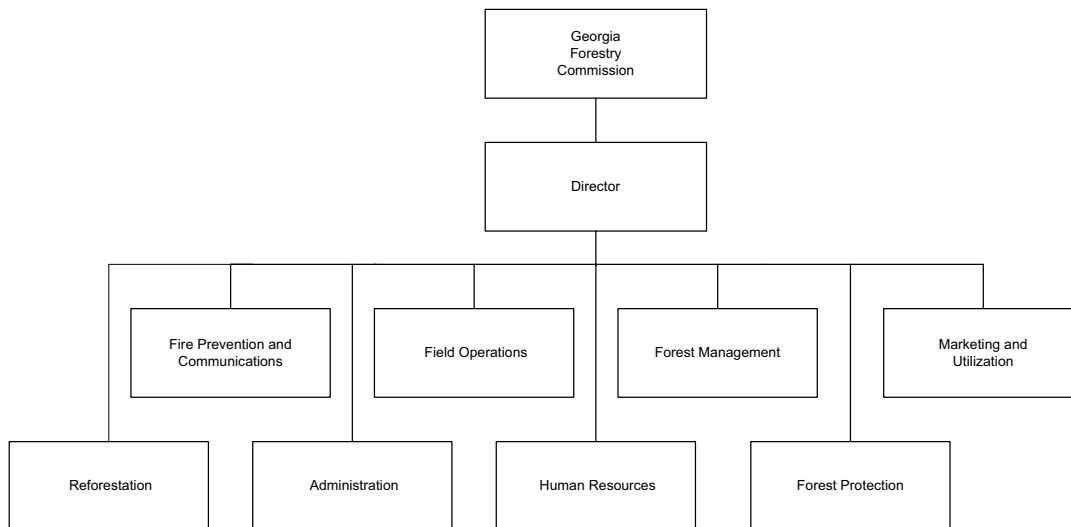 Georgia
Forestry
Commission
Director
Fire Prevention and
Communications
Field Operations
Forest Management
Marketing and
Utilization
Reforestation
Administration
Human Resources
Forest Protection